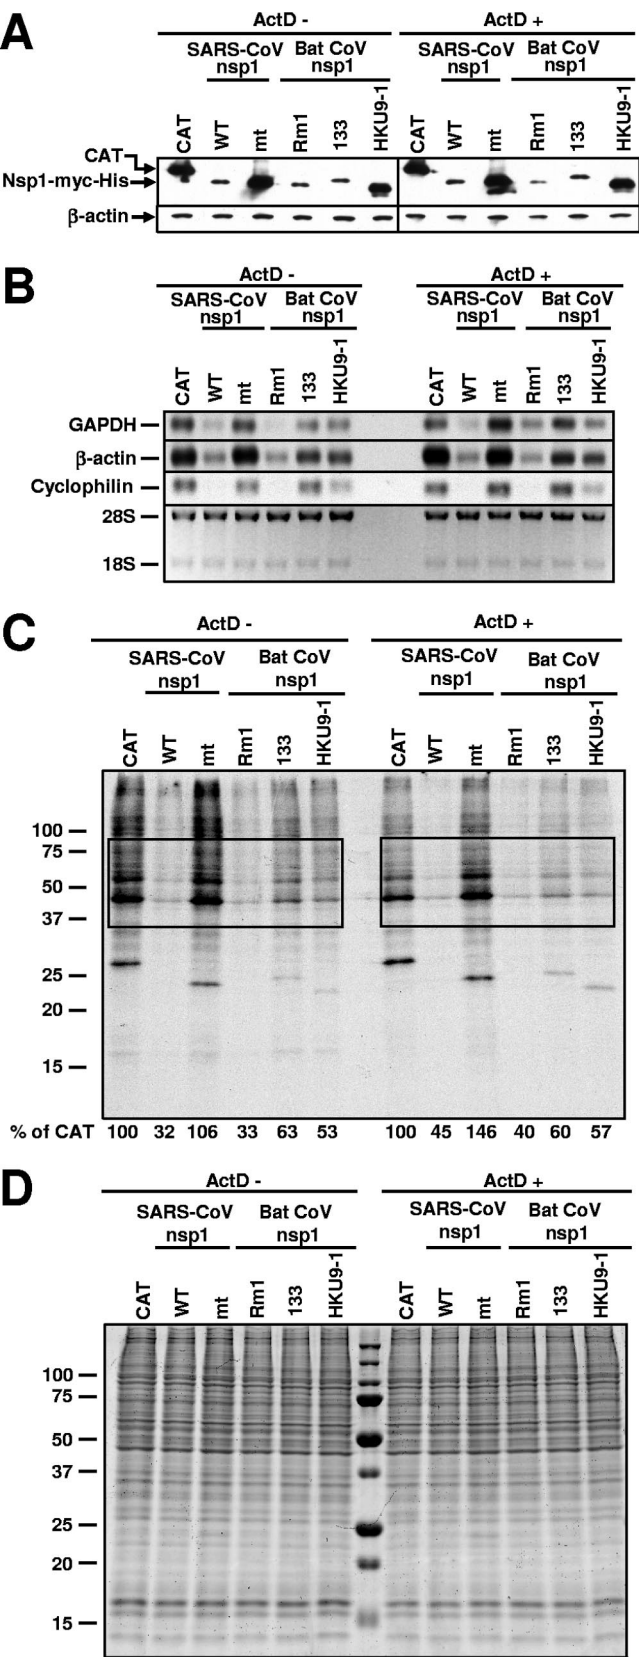 A
ActD - ActD +
SARS-CoV nsp1 Bat CoV nsp1 SARS-CoV nsp1 Bat CoV nsp1
CAT WT mt Rm1 133 HKU9-1 CAT WT mt Rm1 133 HKU9-1
CAT
Nsp1-myc-His
β-actin
B
ActD - ActD +
SARS-CoV nsp1 Bat CoV nsp1 SARS-CoV nsp1 Bat CoV nsp1
CAT WT mt Rm1 133 HKU9-1 CAT WT mt Rm1 133 HKU9-1
GAPDH
β-actin
Cyclophilin
28S
18S
C
ActD - ActD +
SARS-CoV nsp1 Bat CoV nsp1 SARS-CoV nsp1 Bat CoV nsp1
CAT WT mt Rm1 133 HKU9-1 CAT WT mt Rm1 133 HKU9-1
100
75
50
37
25
20
15
% of CAT 100 32 106 33 63 53 100 45 146 40 60 57
D
ActD - ActD +
SARS-CoV nsp1 Bat CoV nsp1 SARS-CoV nsp1 Bat CoV nsp1
CAT WT mt Rm1 133 HKU9-1 CAT WT mt Rm1 133 HKU9-1
100
75
50
37
25
20
15